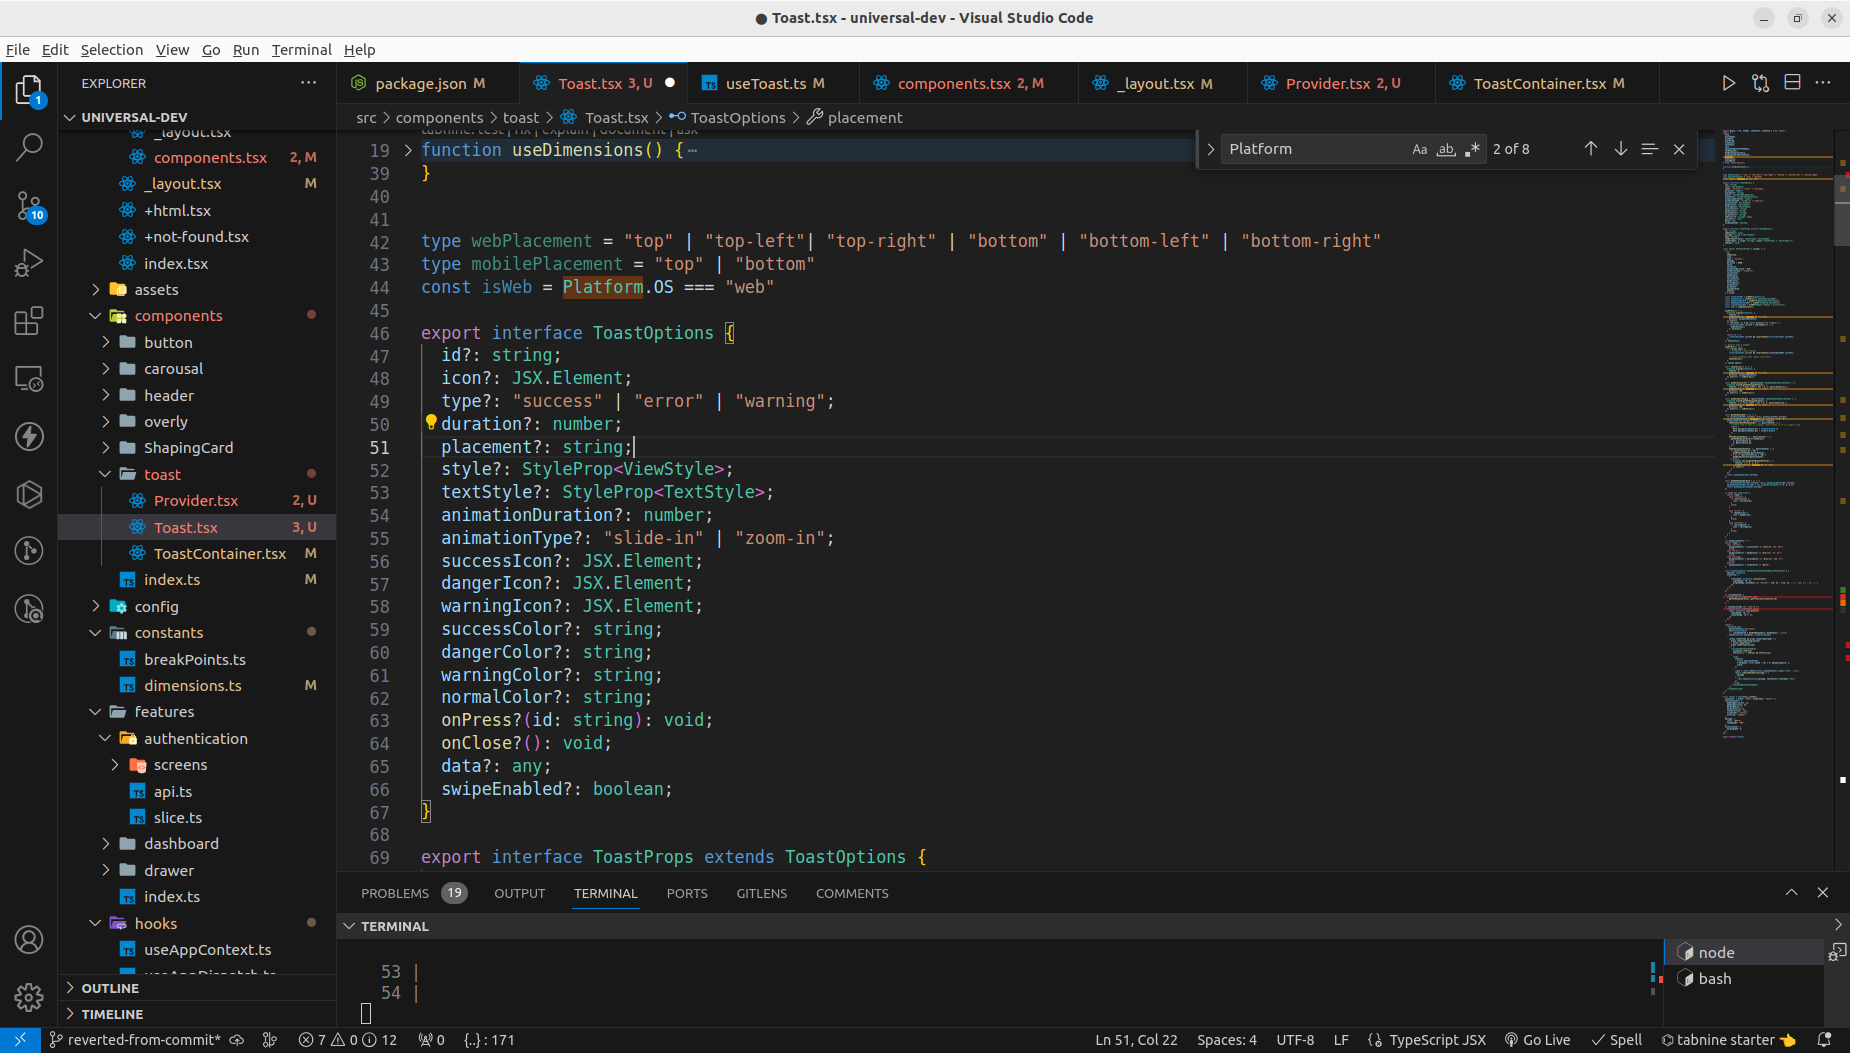 ● Toast.tsx - universal-dev - Visual Studio Code
File Edit Selection View Go Run Terminal Help
EXPLORER
package.json M
Toast.tsx 3, U
useToast.ts M
components.tsx 2, M
_layout.tsx M
Provider.tsx 2, U
ToastContainer.tsx M
src > components > toast > Toast.tsx > ToastOptions > placement
UNIVERSAL-DEV
_layout.tsx
components.tsx 2, M
_layout.tsx M
+html.tsx
+not-found.tsx
index.tsx
assets
components
button
carousal
header
overly
ShapingCard
toast
Provider.tsx 2, U
Toast.tsx 3, U
ToastContainer.tsx M
index.ts M
config
constants
breakPoints.ts
dimensions.ts M
features
authentication
screens
api.ts
slice.ts
dashboard
drawer
index.ts
hooks
useAppContext.ts
useAppDispatch.ts
OUTLINE
TIMELINE
Platform Aa ab 2 of 8
tabnine: test | fix | explain | document | ask
19 function useDimensions() {⋯
39 }
40
41
42 type webPlacement = "top" | "top-left"| "top-right" | "bottom" | "bottom-left" | "bottom-right"
43 type mobilePlacement = "top" | "bottom"
44 const isWeb = Platform.OS === "web"
45
46 export interface ToastOptions {
47 id?: string;
48 icon?: JSX.Element;
49 type?: "success" | "error" | "warning";
50 duration?: number;
51 placement?: string;
52 style?: StyleProp<ViewStyle>;
53 textStyle?: StyleProp<TextStyle>;
54 animationDuration?: number;
55 animationType?: "slide-in" | "zoom-in";
56 successIcon?: JSX.Element;
57 dangerIcon?: JSX.Element;
58 warningIcon?: JSX.Element;
59 successColor?: string;
60 dangerColor?: string;
61 warningColor?: string;
62 normalColor?: string;
63 onPress?(id: string): void;
64 onClose?(): void;
65 data?: any;
66 swipeEnabled?: boolean;
67 }
68
69 export interface ToastProps extends ToastOptions {
PROBLEMS 19 OUTPUT TERMINAL PORTS GITLENS COMMENTS
TERMINAL
53 |
54 |
node
bash
1
10
reverted-from-commit* 7 0 12 0 {..} : 171
Ln 51, Col 22 Spaces: 4 UTF-8 LF TypeScript JSX Go Live Spell tabnine starter 👈